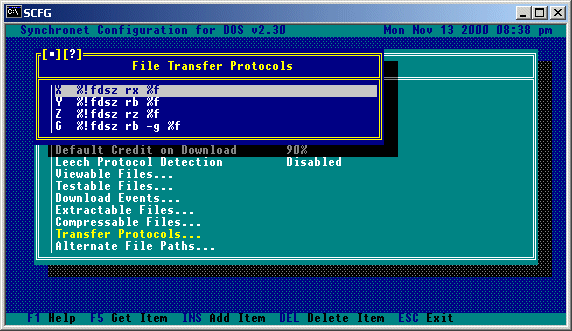 SCFG
Synchronet Configuration for DOS v2.30 Mon Nov 13 2000 08:38 pm
[■][?]
File Transfer Protocols
X %!fdsz rx %f
Y %!fdsz rb %f
Z %!fdsz rz %f
G %!fdsz rb -g %f
Default Credit on Download 90%
Leech Protocol Detection Disabled
Viewable Files...
Testable Files...
Download Events...
Extractable Files...
Compressable Files...
Transfer Protocols...
Alternate File Paths...
F1 Help F5 Get Item INS Add Item DEL Delete Item ESC Exit